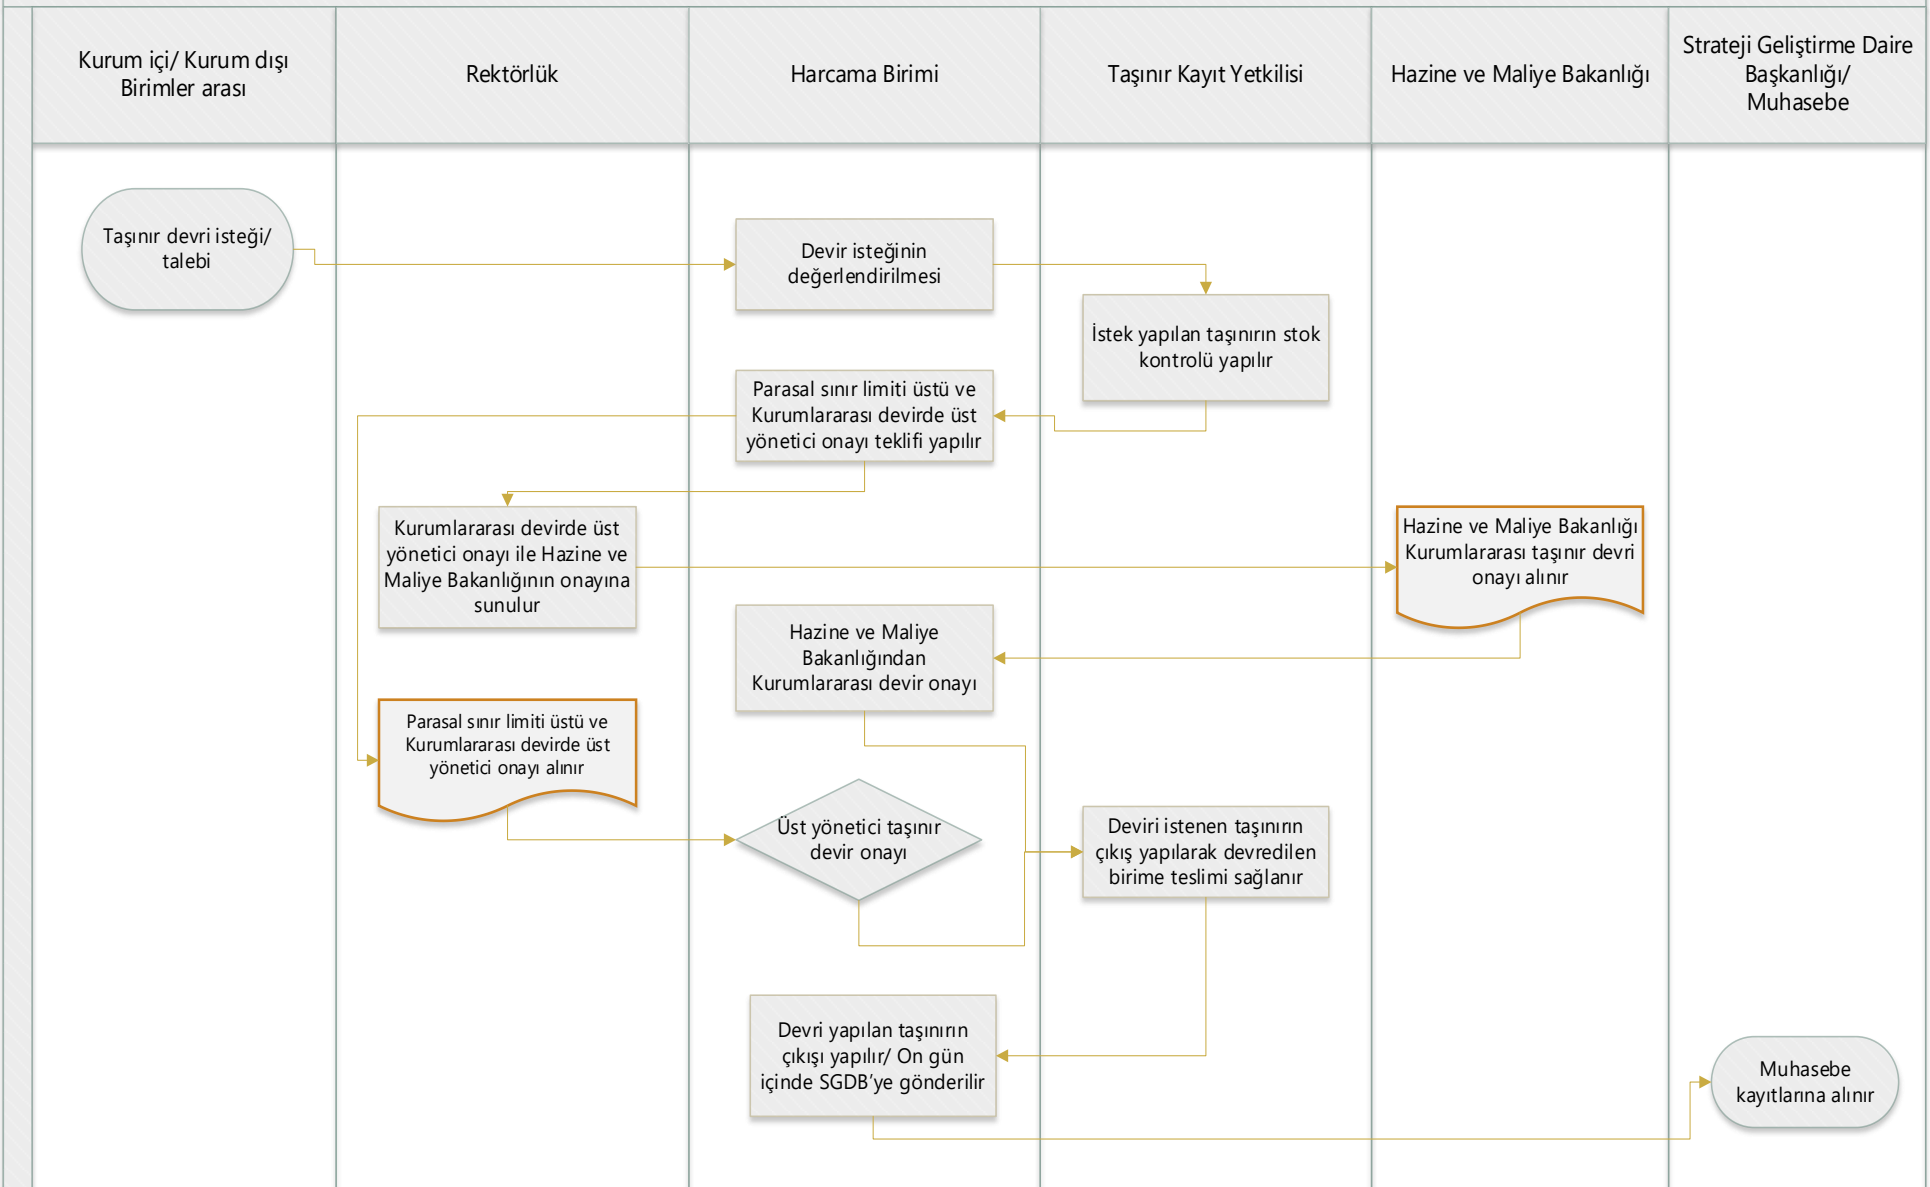 Kurum içi/ Kurum dışı
Birimler arası
Rektörlük
Harcama Birimi
Taşınır Kayıt Yetkilisi
Hazine ve Maliye Bakanlığı
Strateji Geliştirme Daire
Başkanlığı/
Muhasebe
Taşınır devri isteği/
talebi
Devir isteğinin
değerlendirilmesi
İstek yapılan taşınırın stok
kontrolü yapılır
Parasal sınır limiti üstü ve
Kurumlararası devirde üst
yönetici onayı teklifi yapılır
Kurumlararası devirde üst
yönetici onayı ile Hazine ve
Maliye Bakanlığının onayına
sunulur
Hazine ve Maliye Bakanlığı
Kurumlararası taşınır devri
onayı alınır
Hazine ve Maliye
Bakanlığından
Kurumlararası devir onayı
Parasal sınır limiti üstü ve
Kurumlararası devirde üst
yönetici onayı alınır
Üst yönetici taşınır
devir onayı
Deviri istenen taşınırın
çıkış yapılarak devredilen
birime teslimi sağlanır
Devri yapılan taşınırın
çıkışı yapılır/ On gün
içinde SGDB'ye gönderilir
Muhasebe
kayıtlarına alınır